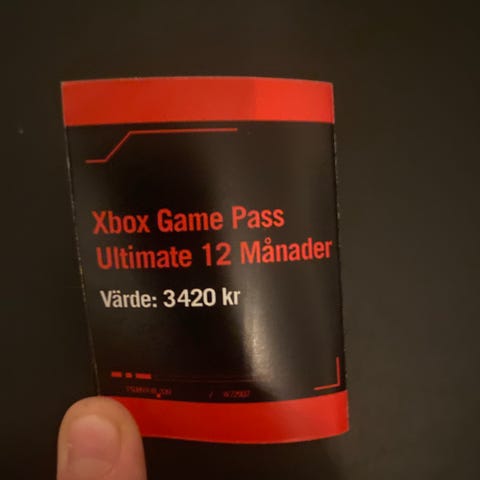 Xbox Game Pass
Ultimate 12 Månader
Värde: 3420 kr